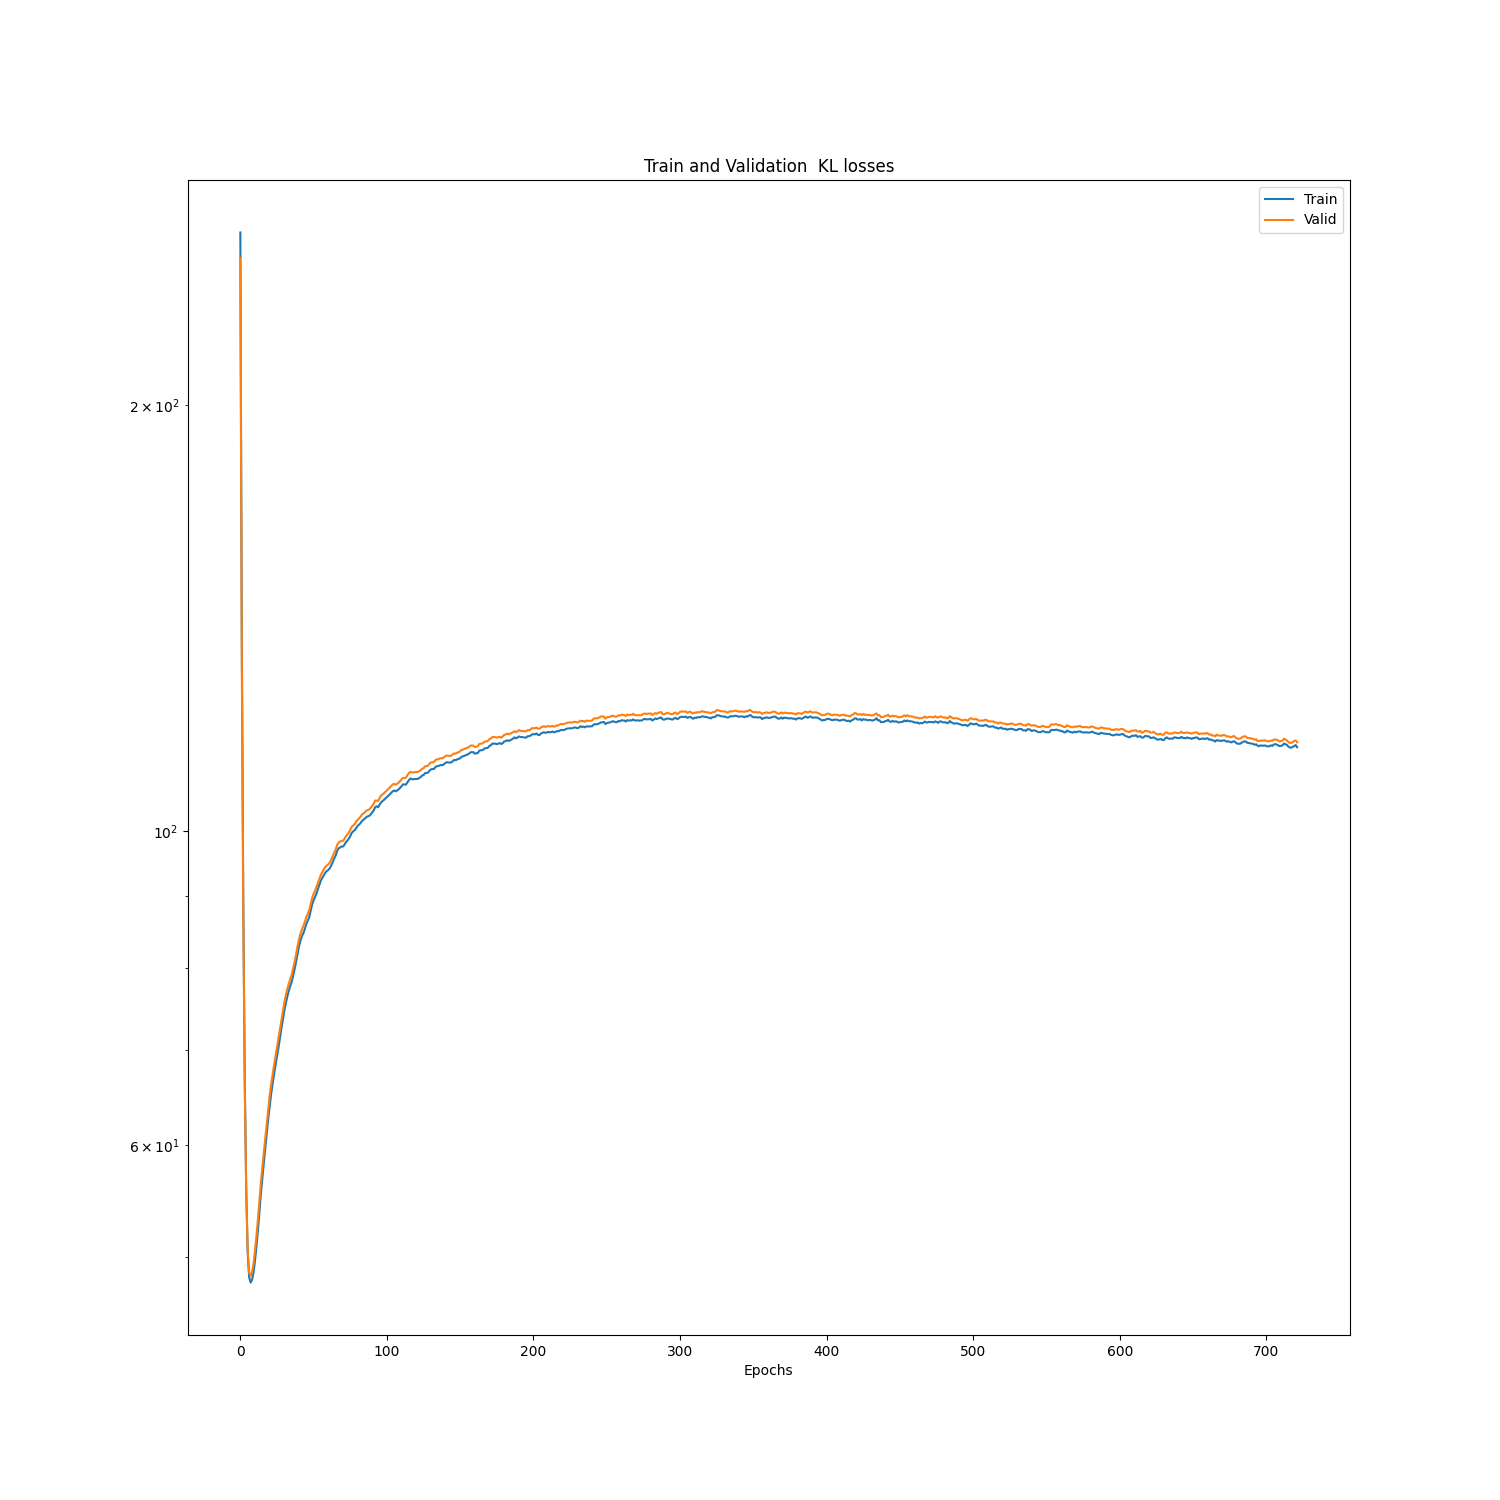 Train and Validation  KL losses
Train
Valid
2 × 10²
10²
6 × 10¹
0 100 200 300 400 500 600 700
Epochs